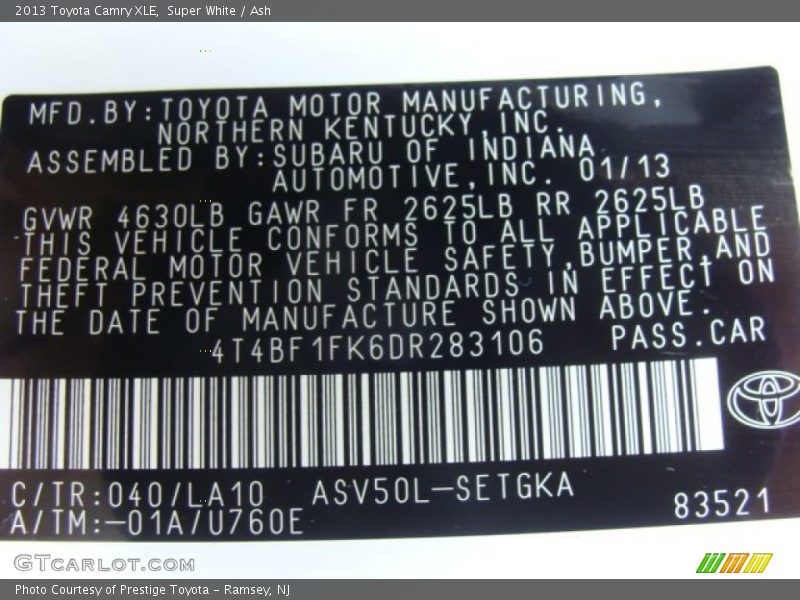 2013 Toyota Camry XLE,  Super White / Ash
MFD.BY:TOYOTA MOTOR MANUFACTURING,
NORTHERN KENTUCKY,INC.
ASSEMBLED BY:SUBARU OF INDIANA
AUTOMOTIVE,INC. 01/13
GVWR 4630LB GAWR FR 2625LB RR 2625LB
THIS VEHICLE CONFORMS TO ALL APPLICABLE
FEDERAL MOTOR VEHICLE SAFETY,BUMPER,AND
THEFT PREVENTION STANDARDS IN EFFECT ON
THE DATE OF MANUFACTURE SHOWN ABOVE.
4T4BF1FK6DR283106 PASS.CAR
C/TR:040/LA10 ASV50L-SETGKA
A/TM:-01A/U760E 83521
GTCARLOT.COM
Photo Courtesy of Prestige Toyota - Ramsey, NJ